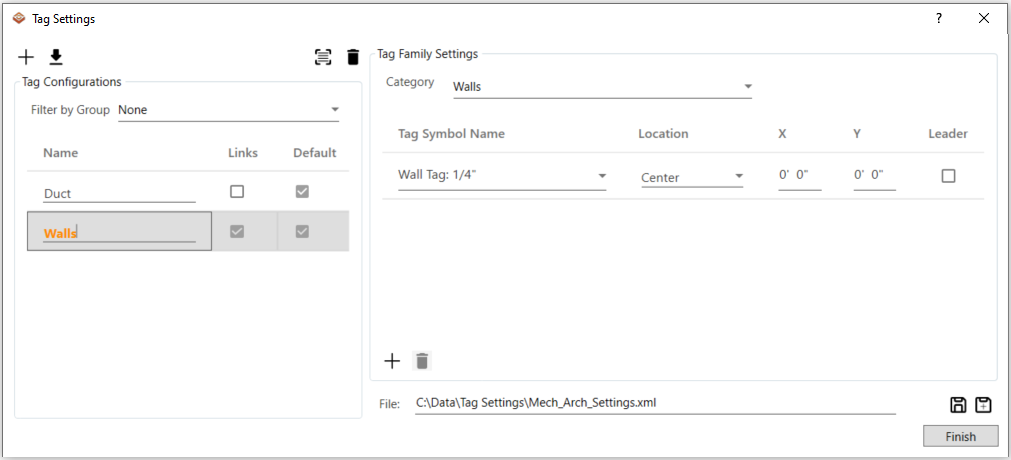 Tag Settings
?
Tag Configurations
Filter by Group None
Name Links Default
Duct
Walls
Tag Family Settings
Category Walls
Tag Symbol Name Location X Y Leader
Wall Tag: 1/4" Center 0' 0" 0' 0"
File: C:\Data\Tag Settings\Mech_Arch_Settings.xml
Finish